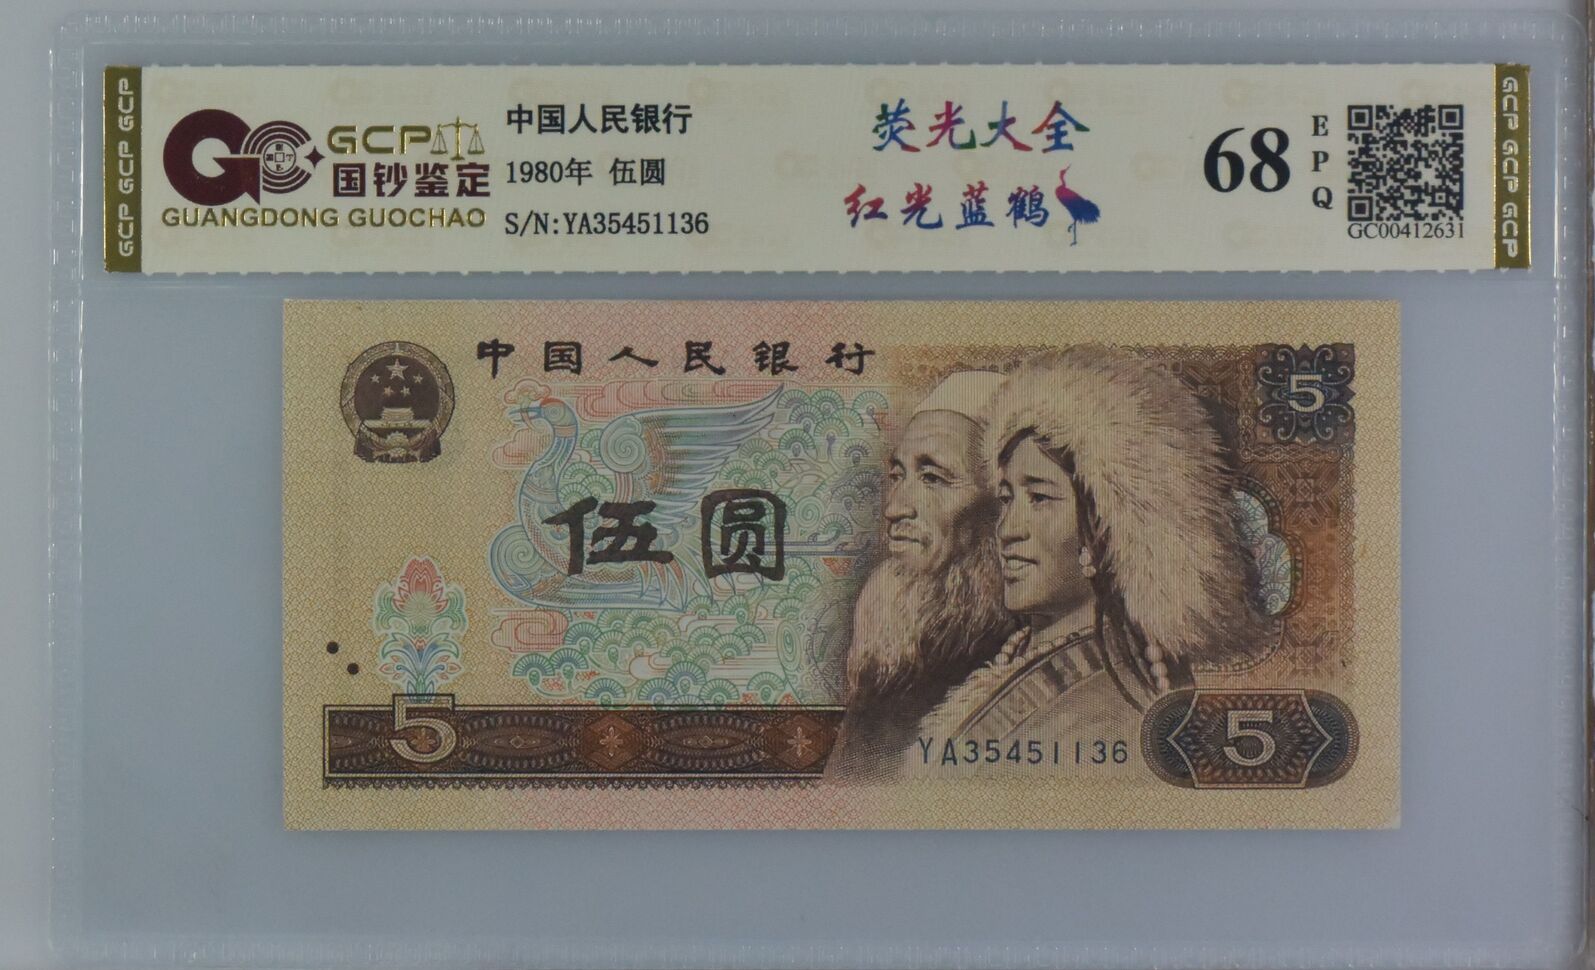 GCP GCP GCP
GCP
国钞鉴定
GUANGDONG GUOCHAO
中国人民银行
1980年 伍圆
S/N:YA35451136
荧光大全
红光蓝鹤
68
EPQ
GC00412631
GCP GCP GCP
中国人民银行
5
伍圆
5
YA35451136
5